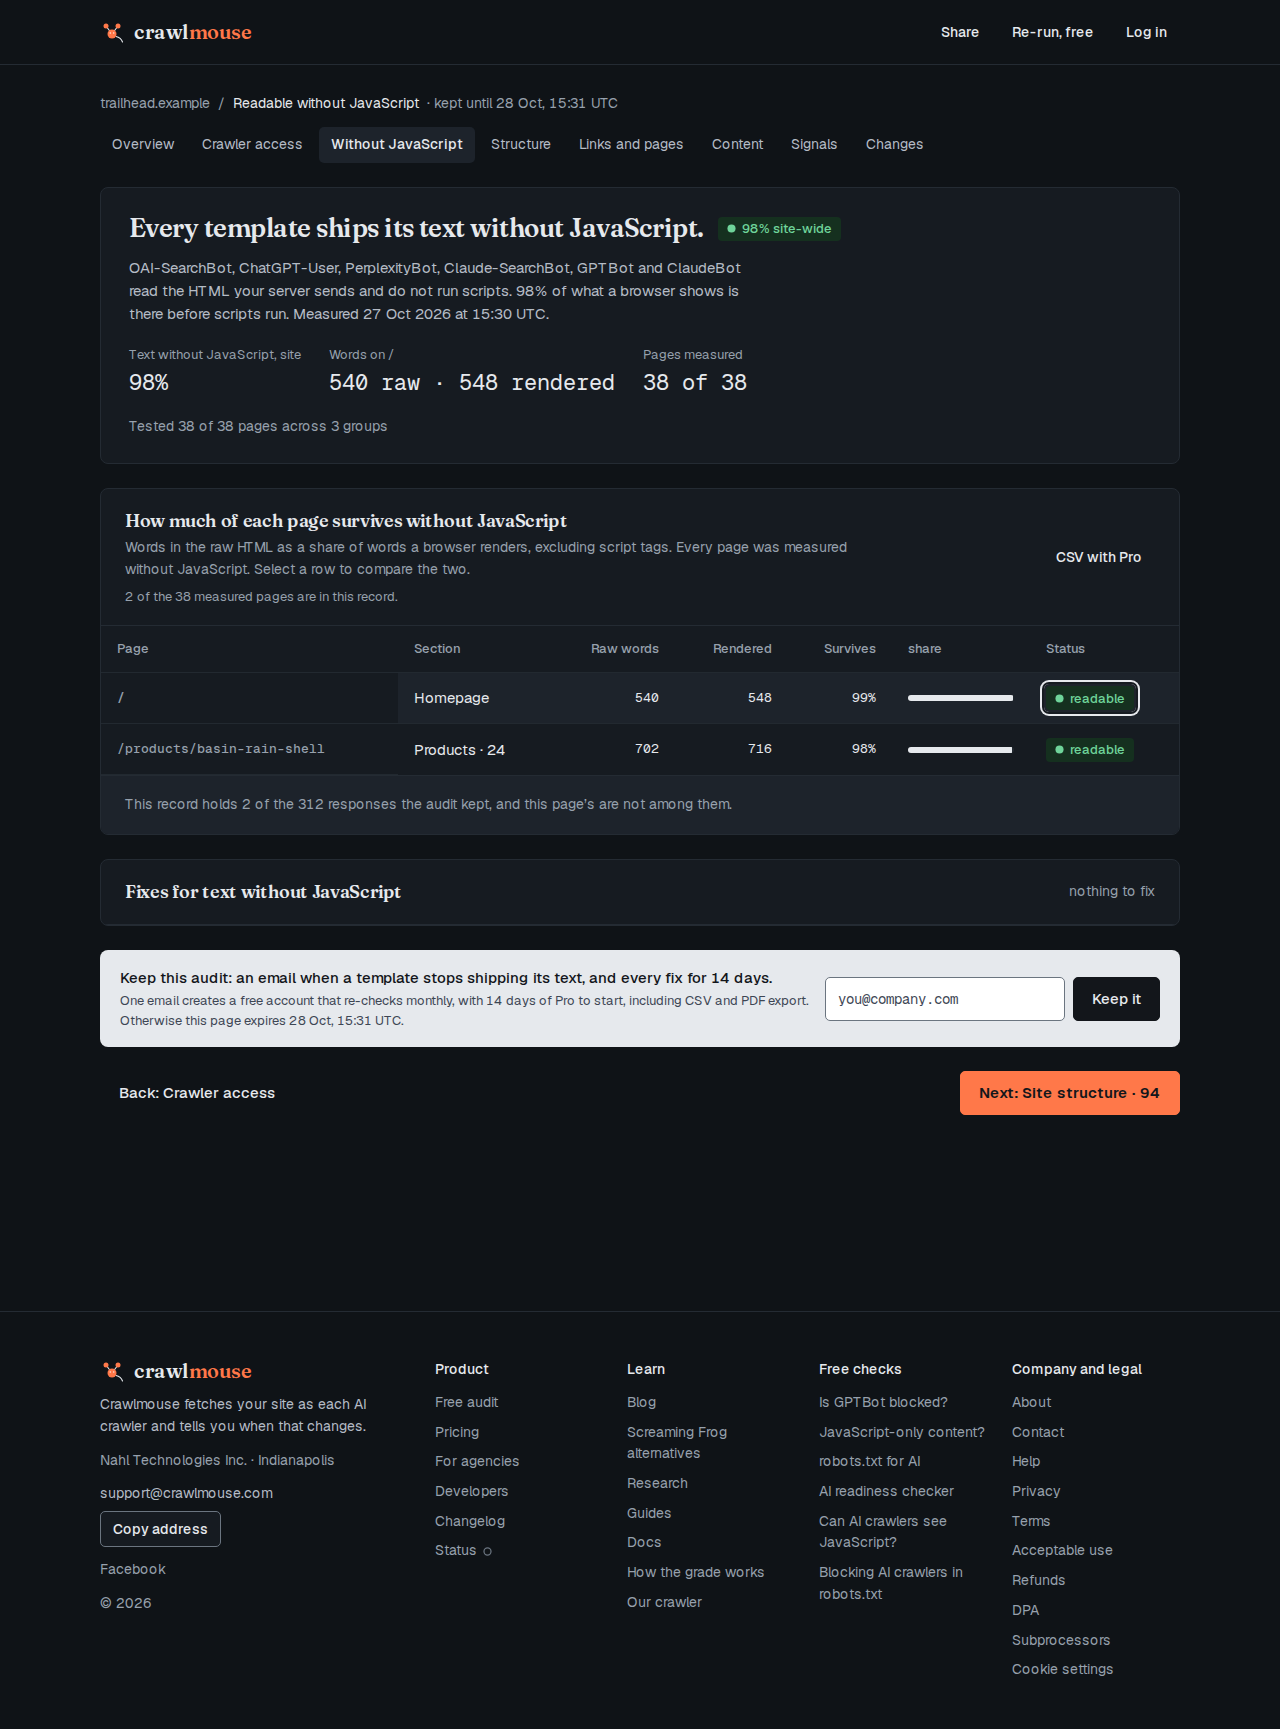 crawlmouse
Share
Re-run, free
Log in
trailhead.example / Readable without JavaScript · kept until 28 Oct, 15:31 UTC
Overview
Crawler access
Without JavaScript
Structure
Links and pages
Content
Signals
Changes
Every template ships its text without JavaScript.
98% site-wide
OAI-SearchBot, ChatGPT-User, PerplexityBot, Claude-SearchBot, GPTBot and ClaudeBot
read the HTML your server sends and do not run scripts. 98% of what a browser shows is
there before scripts run. Measured 27 Oct 2026 at 15:30 UTC.
Text without JavaScript, site
98%
Words on /
540 raw · 548 rendered
Pages measured
38 of 38
Tested 38 of 38 pages across 3 groups
How much of each page survives without JavaScript
Words in the raw HTML as a share of words a browser renders, excluding script tags. Every page was measured
without JavaScript. Select a row to compare the two.
2 of the 38 measured pages are in this record.
CSV with Pro
Page Section Raw words Rendered Survives share Status
/ Homepage 540 548 99% readable
/products/basin-rain-shell Products · 24 702 716 98% readable
This record holds 2 of the 312 responses the audit kept, and this page's are not among them.
Fixes for text without JavaScript
nothing to fix
Keep this audit: an email when a template stops shipping its text, and every fix for 14 days.
One email creates a free account that re-checks monthly, with 14 days of Pro to start, including CSV and PDF export.
Otherwise this page expires 28 Oct, 15:31 UTC.
you@company.com
Keep it
Back: Crawler access
Next: Site structure · 94
crawlmouse
Crawlmouse fetches your site as each AI
crawler and tells you when that changes.
Nahl Technologies Inc. · Indianapolis
support@crawlmouse.com
Copy address
Facebook
© 2026
Product
Free audit
Pricing
For agencies
Developers
Changelog
Status
Learn
Blog
Screaming Frog
alternatives
Research
Guides
Docs
How the grade works
Our crawler
Free checks
Is GPTBot blocked?
JavaScript-only content?
robots.txt for AI
AI readiness checker
Can AI crawlers see
JavaScript?
Blocking AI crawlers in
robots.txt
Company and legal
About
Contact
Help
Privacy
Terms
Acceptable use
Refunds
DPA
Subprocessors
Cookie settings